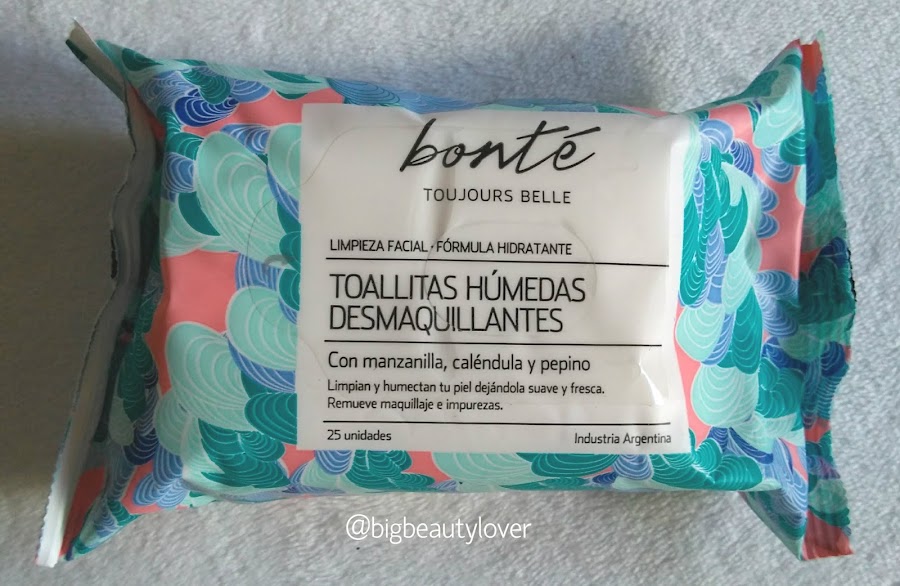 bonté
TOUJOURS BELLE
LIMPIEZA FACIAL · FÓRMULA HIDRATANTE
TOALLITAS HÚMEDAS
DESMAQUILLANTES
Con manzanilla, caléndula y pepino
Limpian y humectan tu piel dejándola suave y fresca.
Remueve maquillaje e impurezas.
25 unidades
Industria Argentina
@bigbeautylover